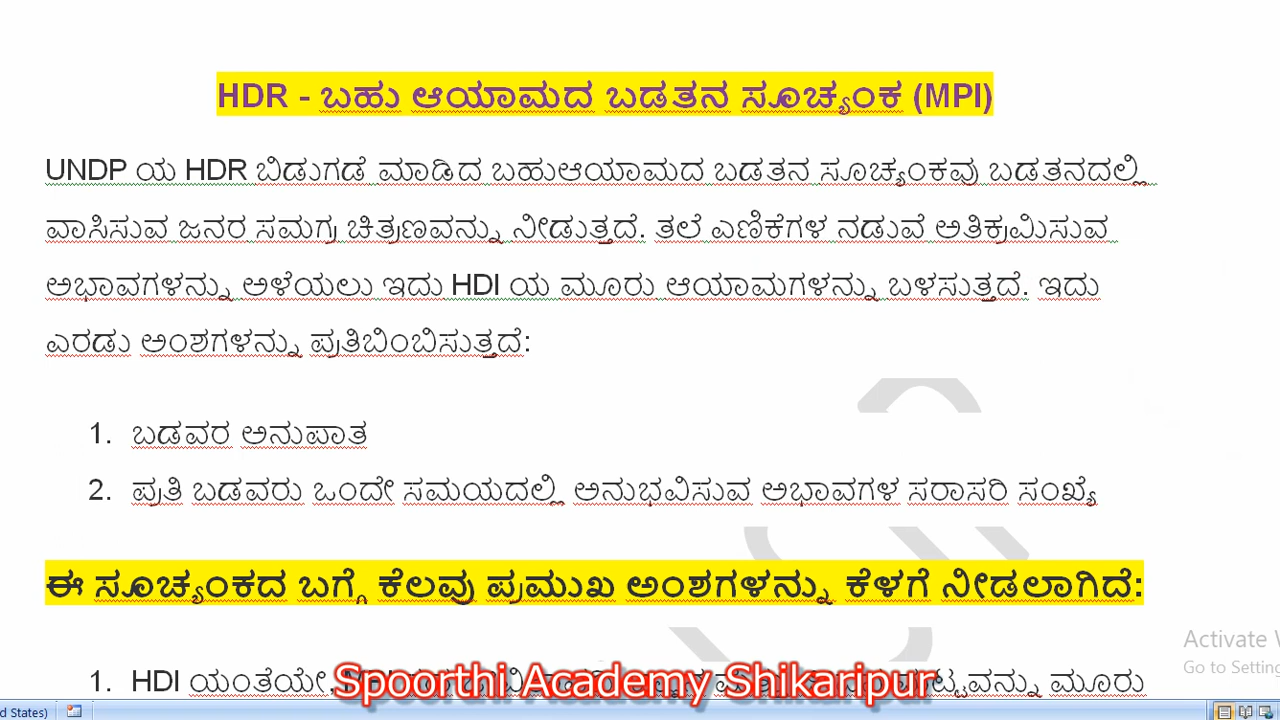 HDR - ಬಹು ಆಯಾಮದ ಬಡತನ ಸೂಚ್ಯಂಕ (MPI)
UNDP ಯ HDR ಬಿಡುಗಡೆ ಮಾಡಿದ ಬಹುಆಯಾಮದ ಬಡತನ ಸೂಚ್ಯಂಕವು ಬಡತನದಲ್ಲಿ
ವಾಸಿಸುವ ಜನರ ಸಮಗ್ರ ಚಿತ್ರಣವನ್ನು ನೀಡುತ್ತದೆ. ತಲೆ ಎಣಿಕೆಗಳ ನಡುವೆ ಅತಿಕ್ರಮಿಸುವ
ಅಭಾವಗಳನ್ನು ಅಳೆಯಲು ಇದು HDI ಯ ಮೂರು ಆಯಾಮಗಳನ್ನು ಬಳಸುತ್ತದೆ. ಇದು
ಎರಡು ಅಂಶಗಳನ್ನು ಪ್ರತಿಬಿಂಬಿಸುತ್ತದೆ:
1. ಬಡವರ ಅನುಪಾತ
2. ಪ್ರತಿ ಬಡವರು ಒಂದೇ ಸಮಯದಲ್ಲಿ ಅನುಭವಿಸುವ ಅಭಾವಗಳ ಸರಾಸರಿ ಸಂಖ್ಯೆ
ಈ ಸೂಚ್ಯಂಕದ ಬಗ್ಗೆ ಕೆಲವು ಪ್ರಮುಖ ಅಂಶಗಳನ್ನು ಕೆಳಗೆ ನೀಡಲಾಗಿದೆ:
Activate
Go to Setting
1. HDI ಯಂತೆಯೇ, ಮೂರು
Spoorthi Academy Shikaripur
d States)